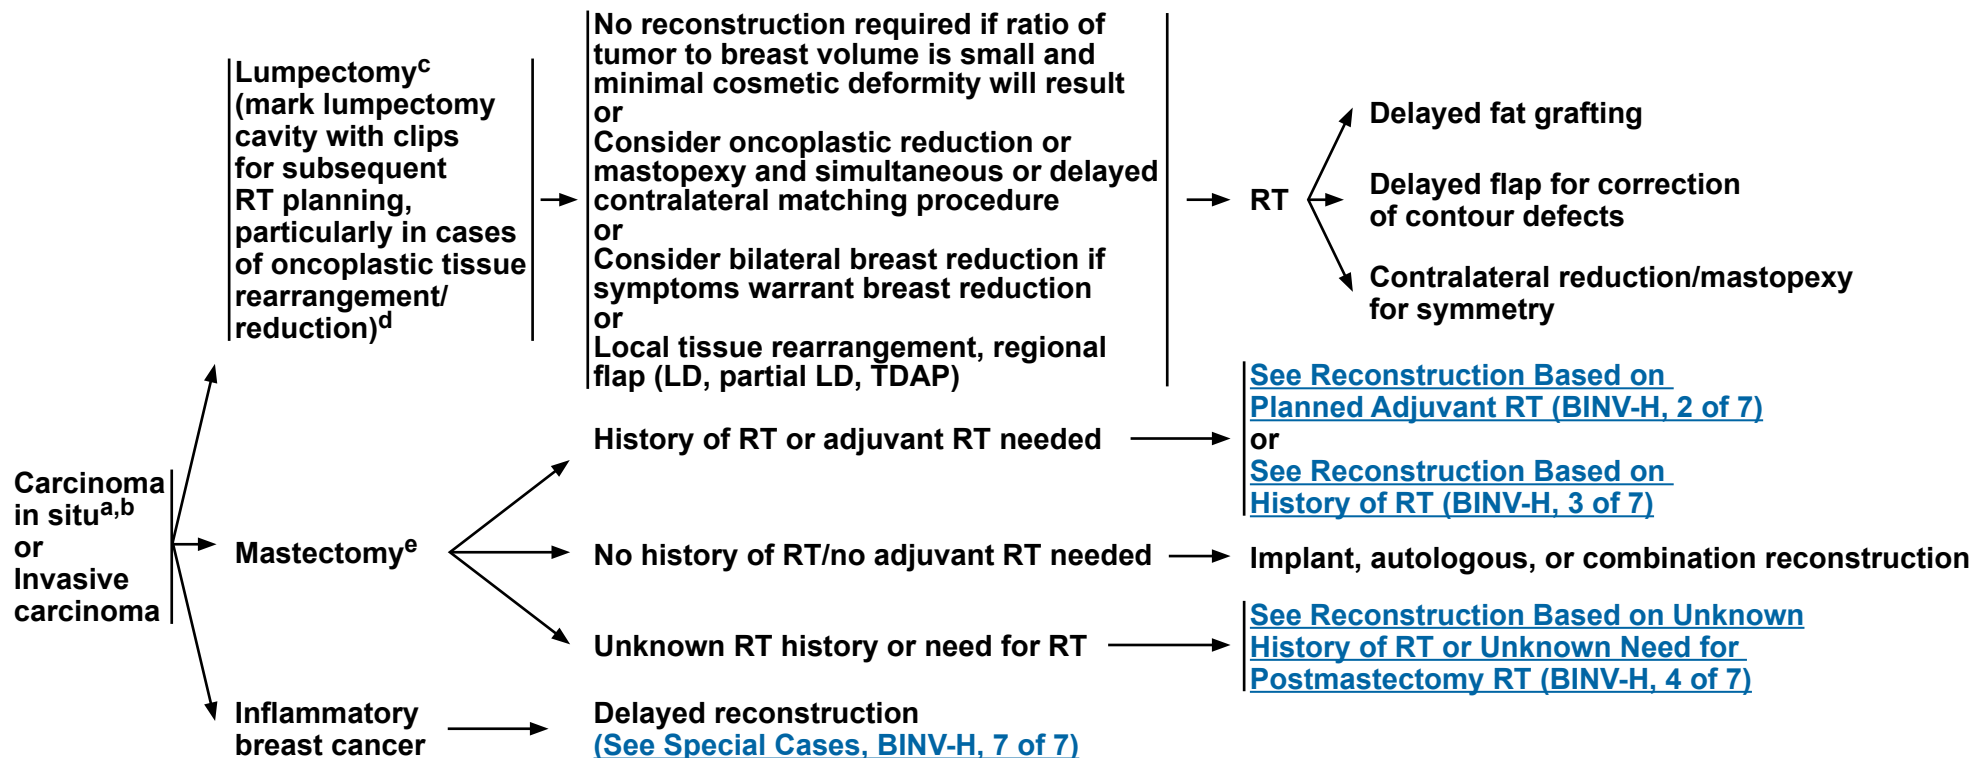 Carcinoma
in situa,b
or
Invasive
carcinoma
Lumpectomyc
(mark lumpectomy
cavity with clips
for subsequent
RT planning,
particularly in cases
of oncoplastic tissue
rearrangement/
reduction)d
No reconstruction required if ratio of
tumor to breast volume is small and
minimal cosmetic deformity will result
or
Consider oncoplastic reduction or
mastopexy and simultaneous or delayed
contralateral matching procedure
or
Consider bilateral breast reduction if
symptoms warrant breast reduction
or
Local tissue rearrangement, regional
flap (LD, partial LD, TDAP)
RT
Delayed fat grafting
Delayed flap for correction
of contour defects
Contralateral reduction/mastopexy
for symmetry
Mastectomye
History of RT or adjuvant RT needed
See Reconstruction Based on
Planned Adjuvant RT (BINV-H, 2 of 7)
or
See Reconstruction Based on
History of RT (BINV-H, 3 of 7)
No history of RT/no adjuvant RT needed
Implant, autologous, or combination reconstruction
Unknown RT history or need for RT
See Reconstruction Based on Unknown
History of RT or Unknown Need for
Postmastectomy RT (BINV-H, 4 of 7)
Inflammatory
breast cancer
Delayed reconstruction
(See Special Cases, BINV-H, 7 of 7)